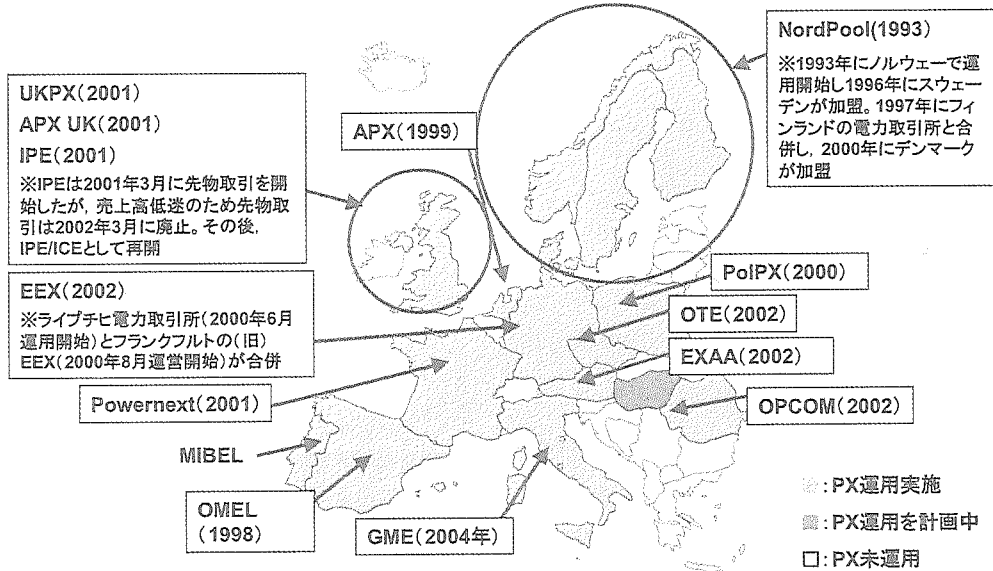 NordPool(1993)
※1993年にノルウェーで運
用開始し1996年にスウェー
デンが加盟。1997年にフィ
ンランドの電力取引所と合
併し，2000年にデンマーク
が加盟
UKPX(2001)
APX UK(2001)
IPE(2001)
※IPEは2001年3月に先物取引を開
始したが，売上高低迷のため先物取
引は2002年3月に廃止。その後，
IPE/ICEとして再開
APX(1999)
EEX(2002)
※ライプチヒ電力取引所(2000年6月
運用開始)とフランクフルトの(旧)
EEX(2000年8月運営開始)が合併
PolPX(2000)
OTE(2002)
EXAA(2002)
OPCOM(2002)
Powernext(2001)
MIBEL
OMEL
(1998)
GME(2004年)
:PX運用実施
:PX運用を計画中
:PX未運用